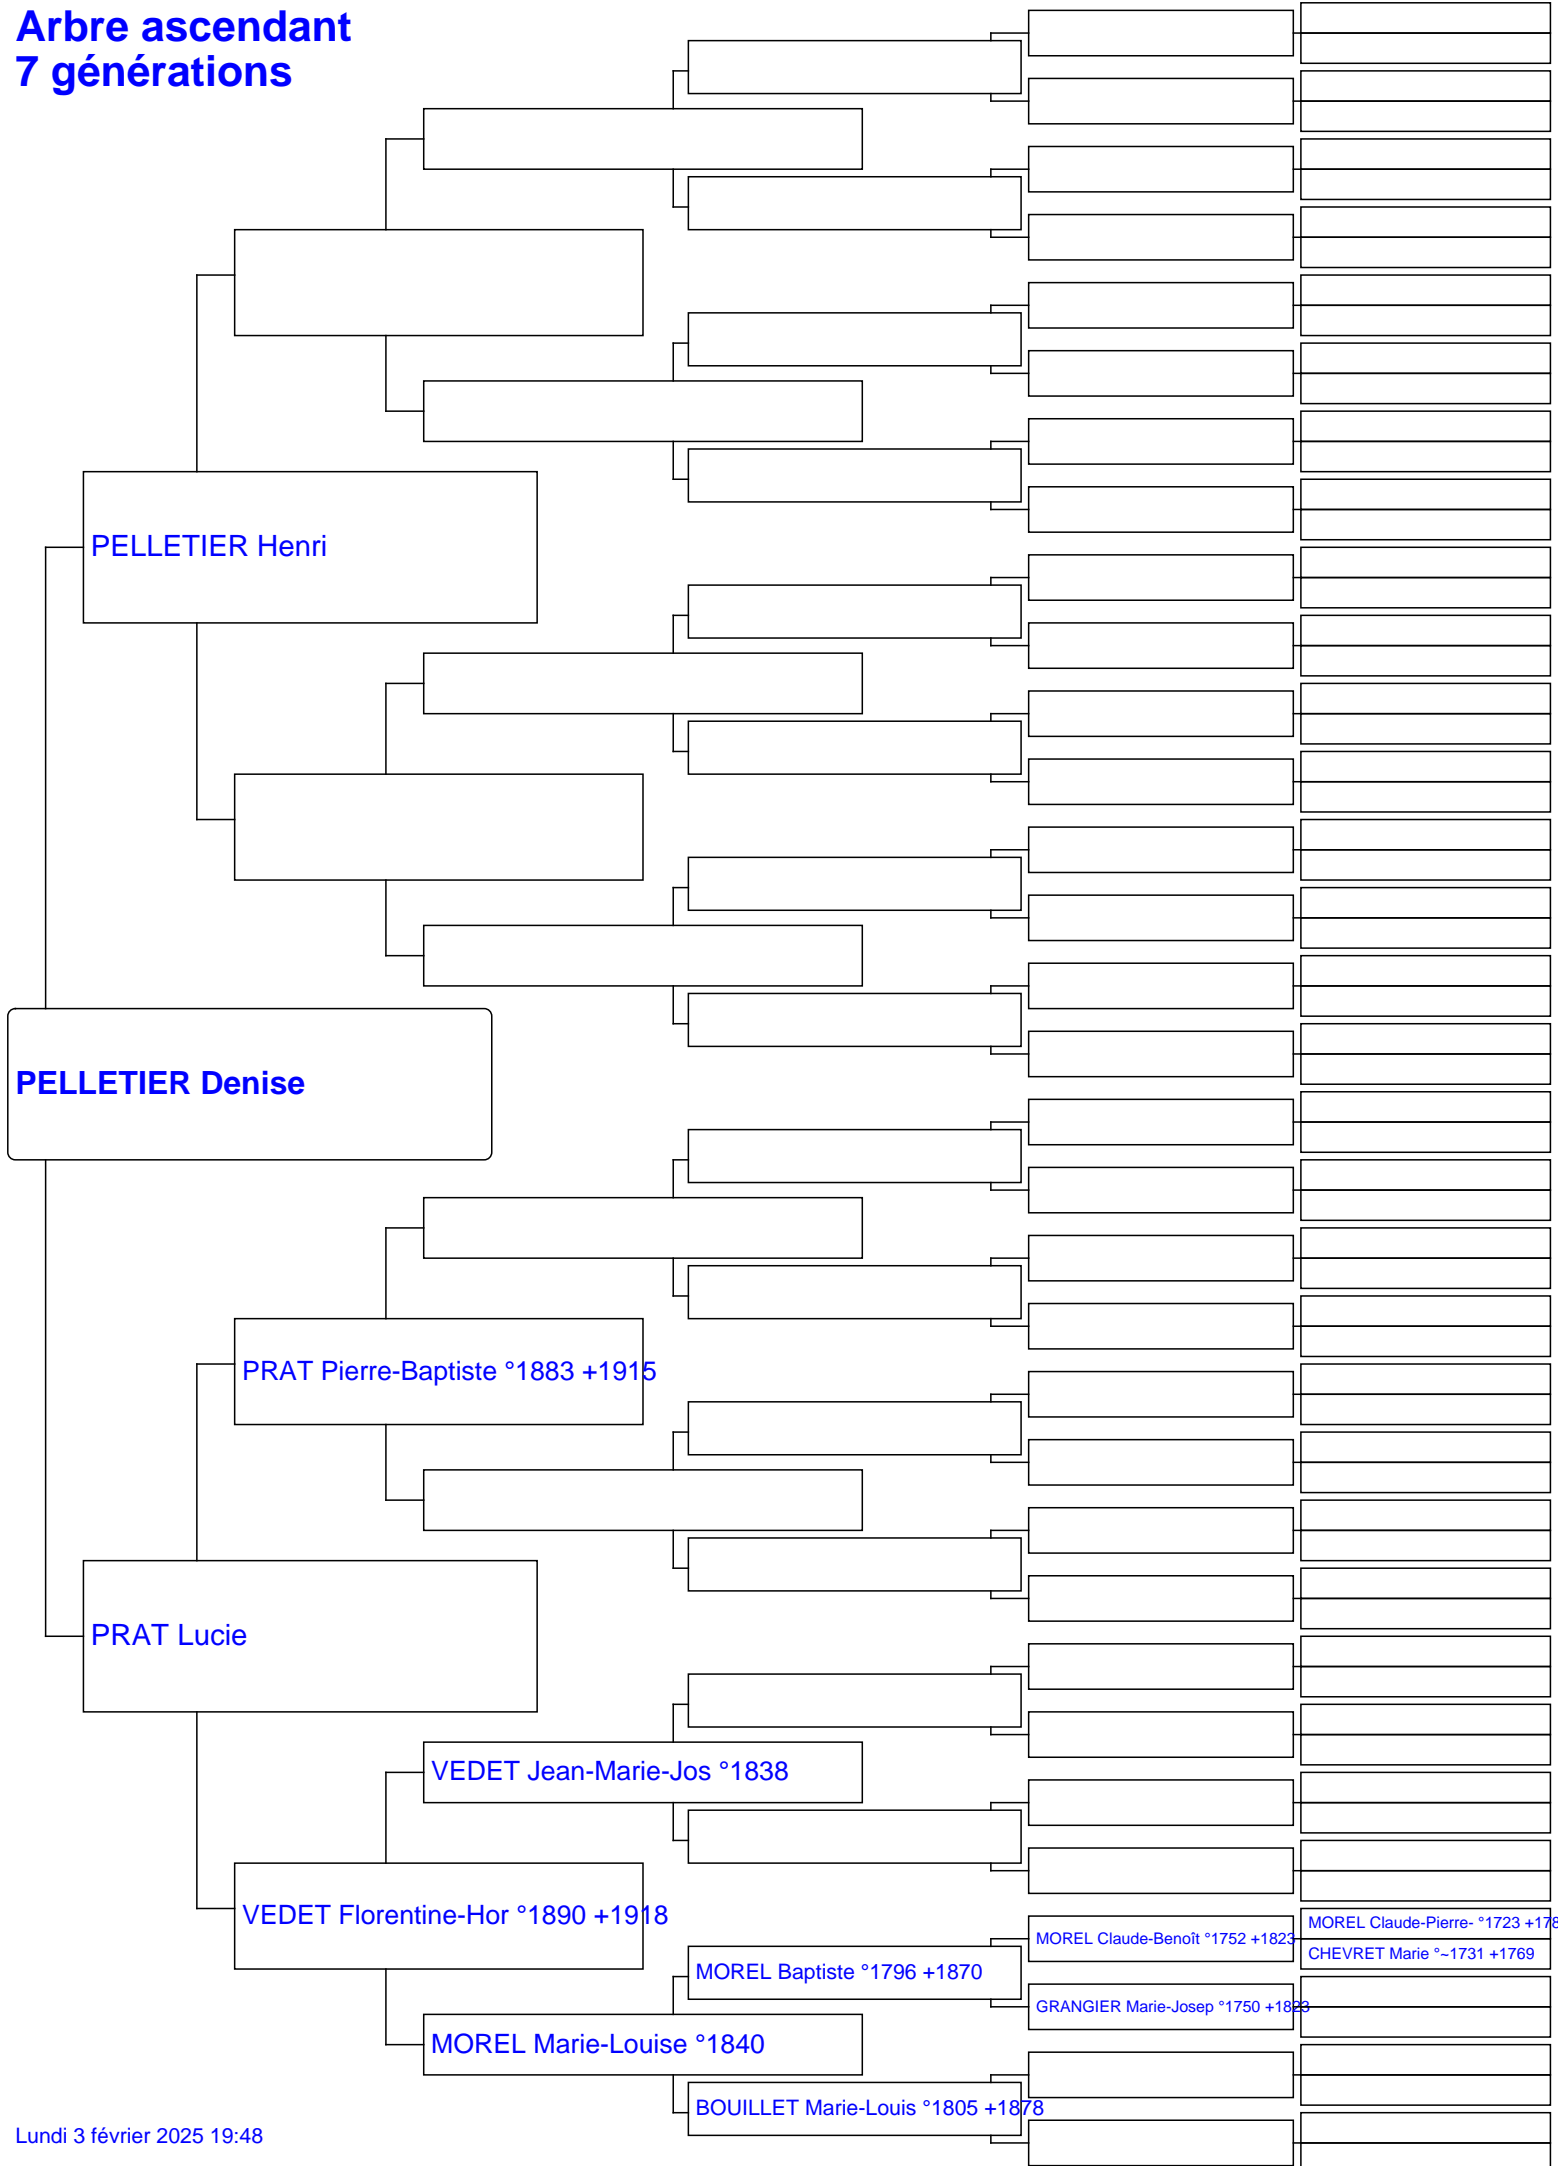 Arbre ascendant
7 générations
PELLETIER Henri
PELLETIER Denise
PRAT Pierre-Baptiste °1883 +1915
PRAT Lucie
VEDET Jean-Marie-Jos °1838
VEDET Florentine-Hor °1890 +1918
MOREL Claude-Pierre- °1723 +178
MOREL Claude-Benoît °1752 +1823
CHEVRET Marie °~1731 +1769
MOREL Baptiste °1796 +1870
GRANGIER Marie-Josep °1750 +1823
MOREL Marie-Louise °1840
BOUILLET Marie-Louis °1805 +1878
Lundi 3 février 2025 19:48